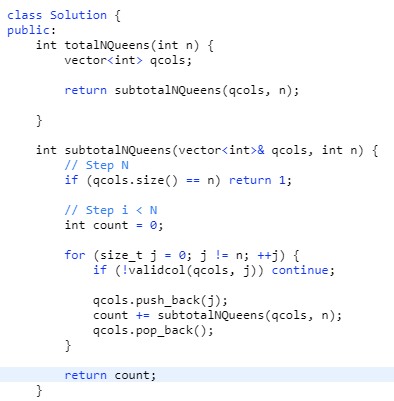 class Solution {
public:
    int totalNQueens(int n) {
        vector<int> qcols;

        return subtotalNQueens(qcols, n);

    }

    int subtotalNQueens(vector<int>& qcols, int n) {
        // Step N
        if (qcols.size() == n) return 1;

        // Step i < N
        int count = 0;

        for (size_t j = 0; j != n; ++j) {
            if (!validcol(qcols, j)) continue;

            qcols.push_back(j);
            count += subtotalNQueens(qcols, n);
            qcols.pop_back();
        }

        return count;
    }